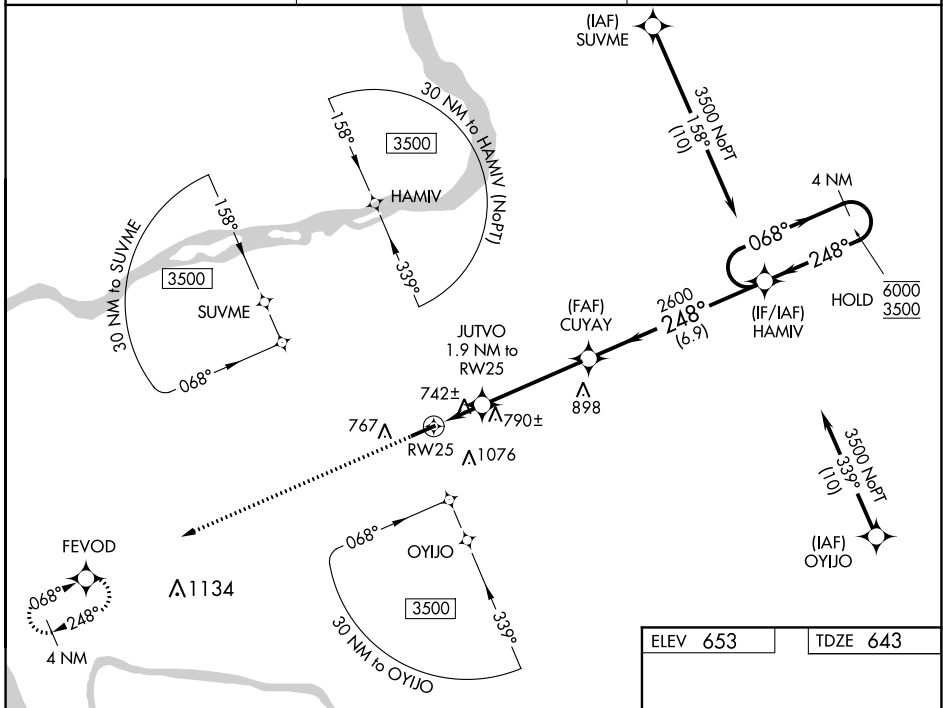 (IAF)
SUVME
3500 NoPT
158°
(10)
30 NM to HAMIV (NoPT)
158°
3500
HAMIV
339°
30 NM to SUVME
158°
3500
SUVME
068°
4 NM
068°
248°
HOLD
6000
3500
(IF/IAF)
HAMIV
2600
248°
(6.9)
(FAF)
CUYAY
898
JUTVO
1.9 NM to
RW25
742±
790±
767
RW25
1076
3500 NoPT
339°
(10)
(IAF)
OYIJO
068°
OYIJO
3500
339°
30 NM to OYIJO
FEVOD
068°
248°
4 NM
1134
ELEV 653
TDZE 643